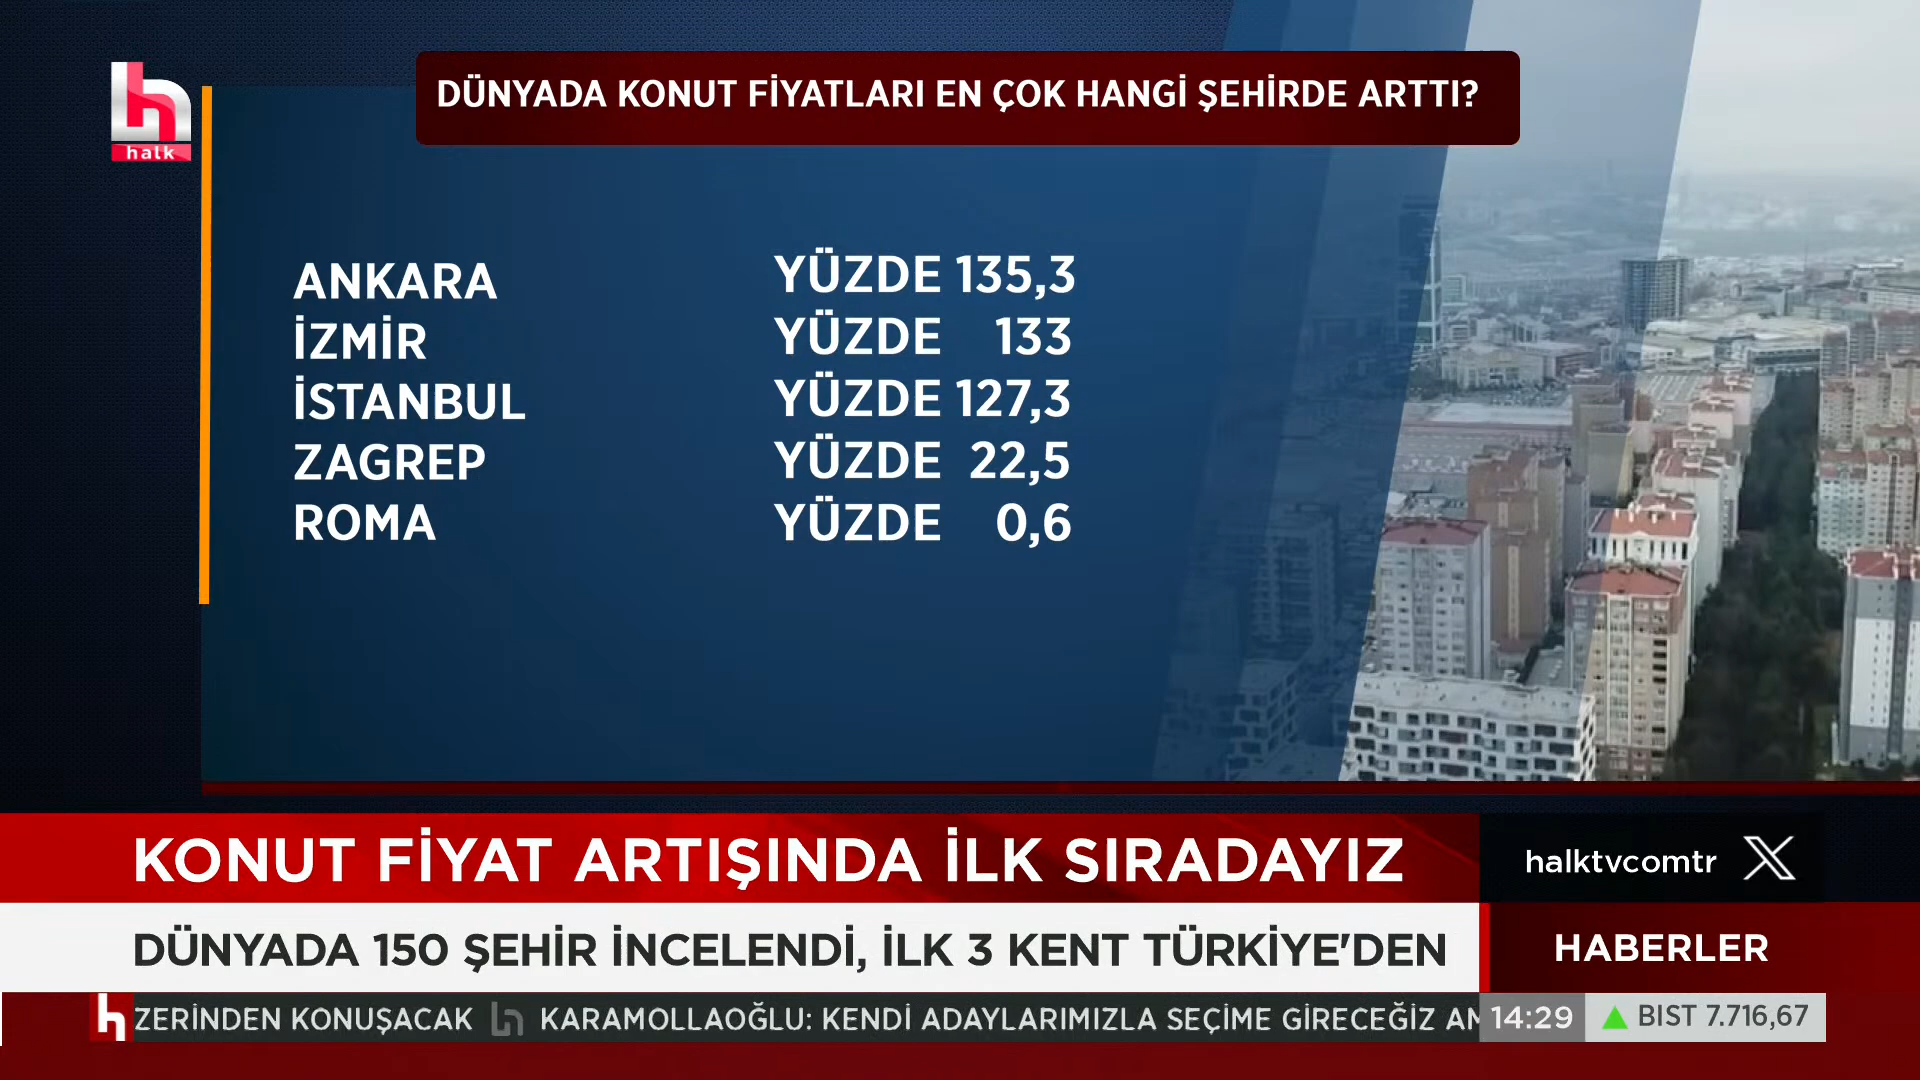 DÜNYADA KONUT FİYATLARI EN ÇOK HANGİ ŞEHİRDE ARTTI?
h
halk
ANKARA YÜZDE 135,3
İZMİR YÜZDE 133
İSTANBUL YÜZDE 127,3
ZAGREP YÜZDE 22,5
ROMA YÜZDE 0,6
KONUT FİYAT ARTIŞINDA İLK SIRADAYIZ
halktvcomtr X
DÜNYADA 150 ŞEHİR İNCELENDİ, İLK 3 KENT TÜRKİYE'DEN
HABERLER
h ZERİNDEN KONUŞACAK h KARAMOLLAOĞLU: KENDİ ADAYLARIMIZLA SEÇİME GİRECEĞİZ AM 14:29 BIST 7.716,67